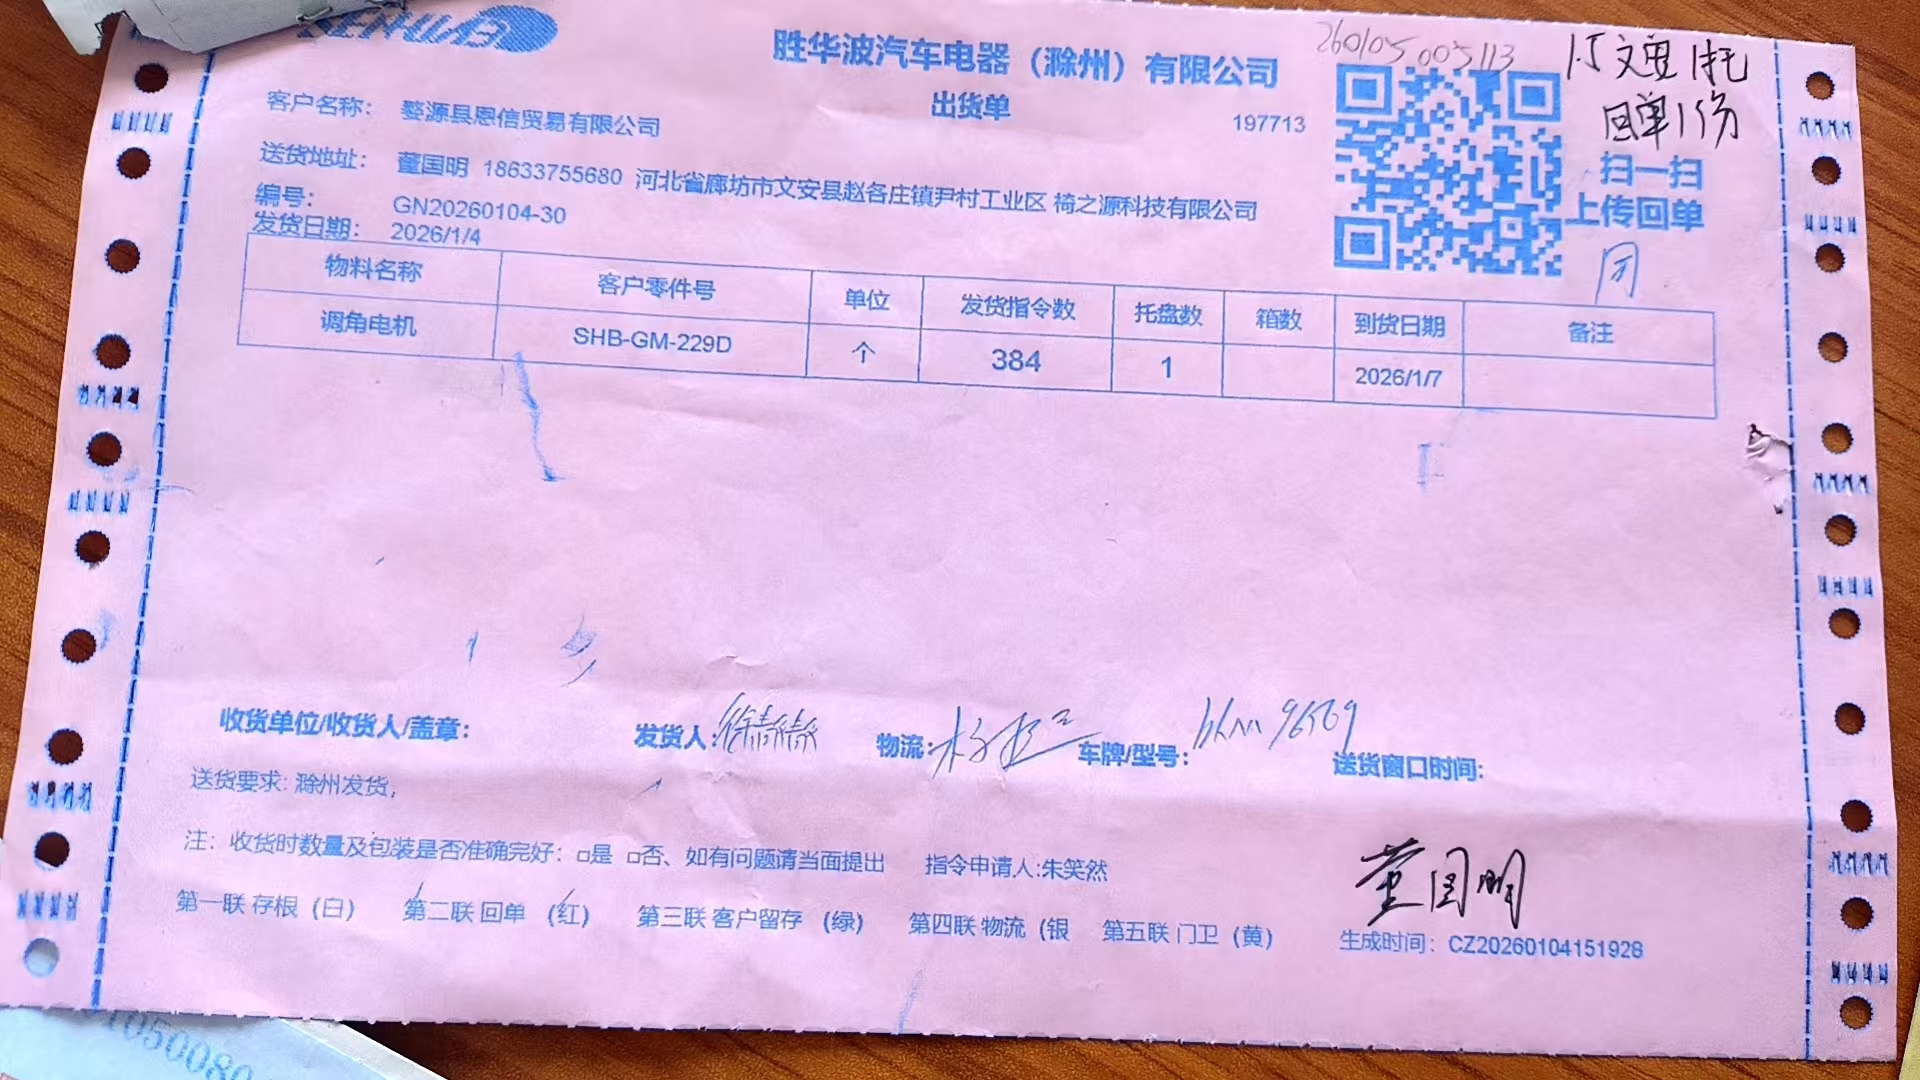 胜华波汽车电器（滁州）有限公司
260105005113
文安1托
回单1份
出货单
197713
客户名称： 婺源县恩信贸易有限公司
送货地址： 董国明 18633755680 河北省廊坊市文安县赵各庄镇尹村工业区 椅之源科技有限公司
扫一扫
上传回单
编号： GN20260104-30
发货日期： 2026/1/4
物料名称 客户零件号 单位 发货指令数 托盘数 箱数 到货日期 备注
调角电机 SHB-GM-229D 个 384 1 2026/1/7
收货单位/收货人/盖章： 发货人: 物流: 车牌/型号： 96569 送货窗口时间:
送货要求: 滁州发货,
注：收货时数量及包装是否准确完好：□是 □否、如有问题请当面提出 指令申请人:朱笑然
董国明
第一联 存根（白） 第二联 回单 （红） 第三联 客户留存 （绿） 第四联 物流（银 第五联 门卫（黄） 生成时间：CZ20260104151928